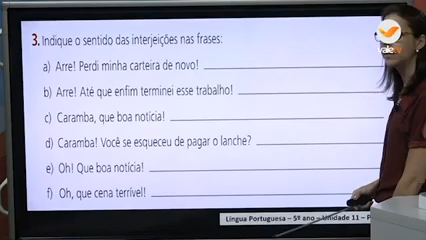 valetv
3. Indique o sentido das interjeições nas frases:
a) Arre! Perdi minha carteira de novo!
b) Arre! Até que enfim terminei esse trabalho!
c) Caramba, que boa notícia!
d) Caramba! Você se esqueceu de pagar o lanche?
e) Oh! Que boa notícia!
f) Oh, que cena terrível!
Língua Portuguesa – 5º ano – Unidade 11 – P